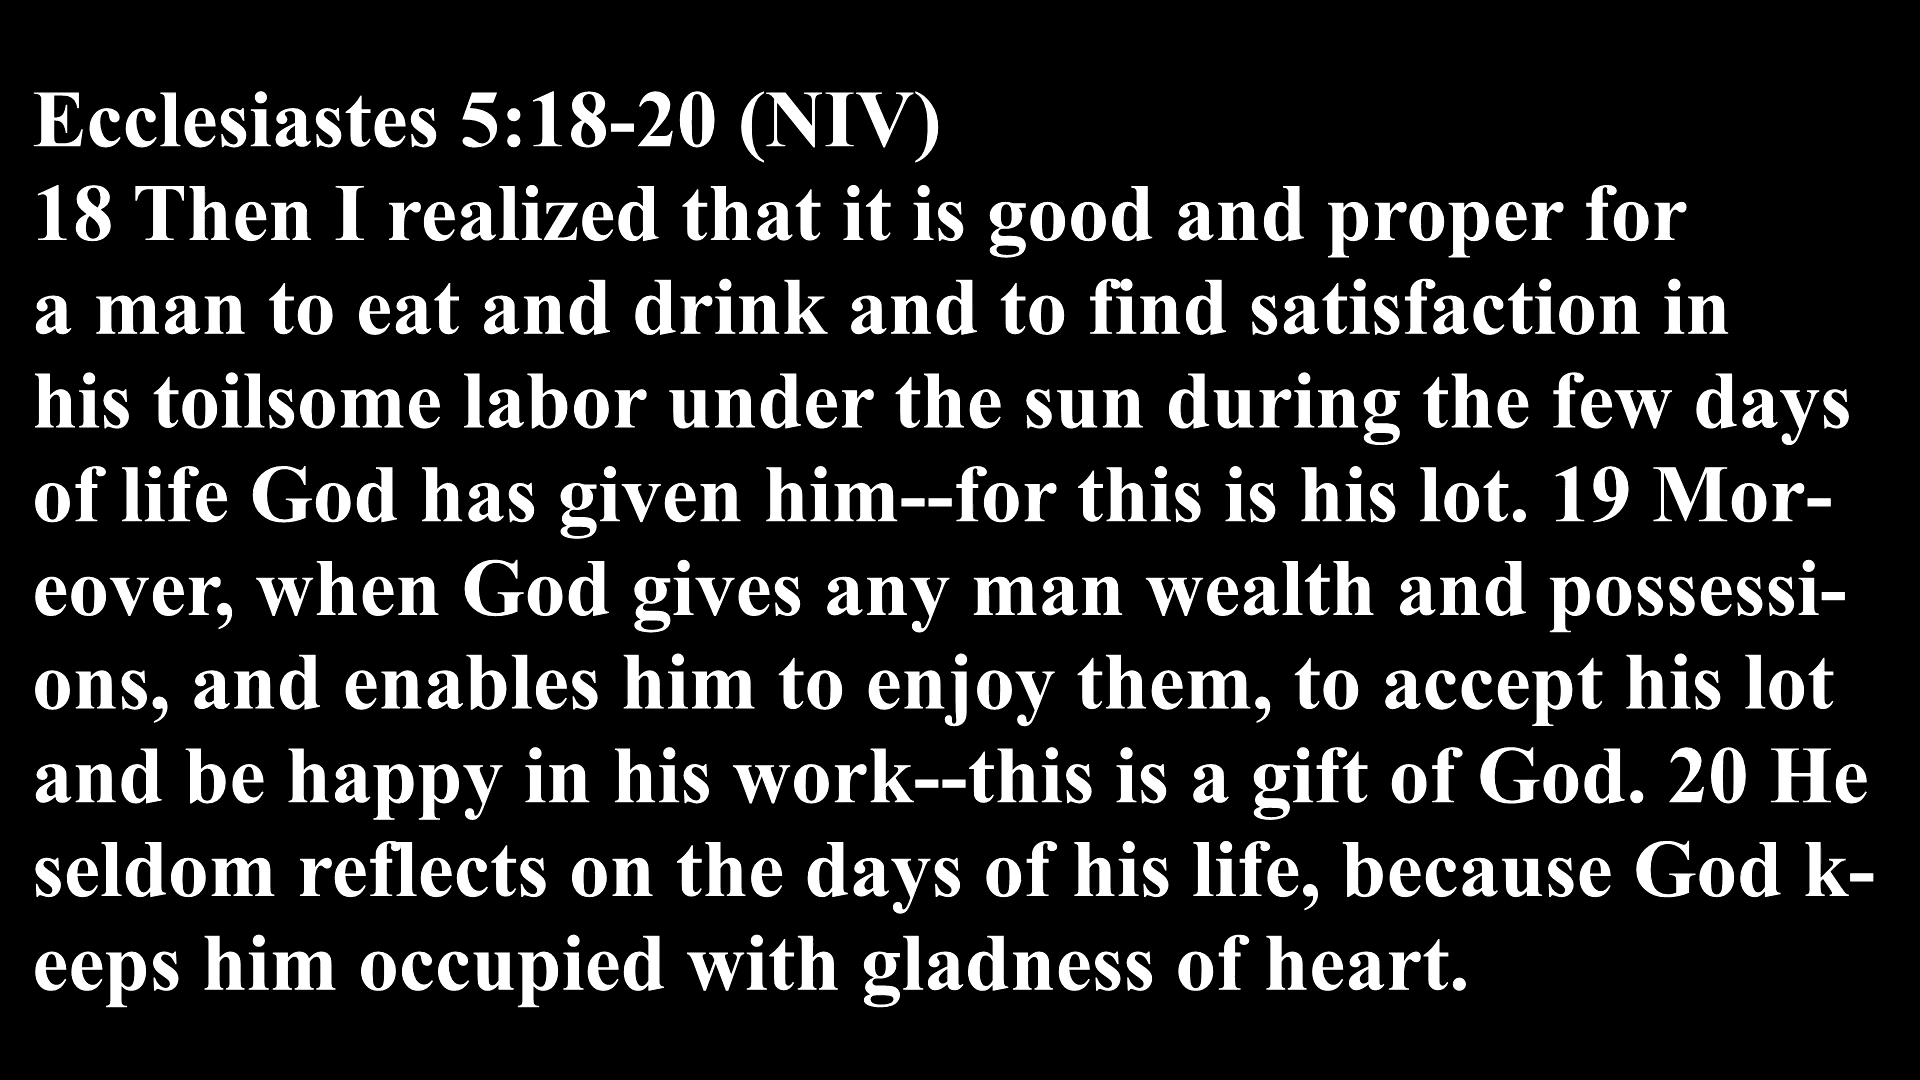 Ecclesiastes 5:18-20 (NIV)
18 Then I realized that it is good and proper for
a man to eat and drink and to find satisfaction in
his toilsome labor under the sun during the few days
of life God has given him--for this is his lot. 19 Mor-
eover, when God gives any man wealth and possessi-
ons, and enables him to enjoy them, to accept his lot
and be happy in his work--this is a gift of God. 20 He
seldom reflects on the days of his life, because God k-
eeps him occupied with gladness of heart.